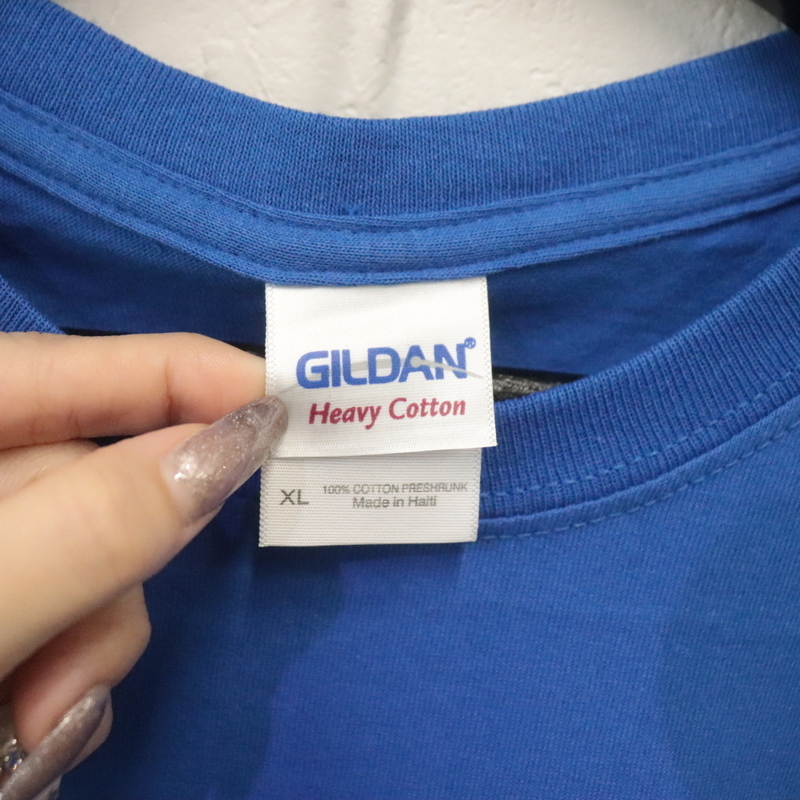 GILDAN®
Heavy Cotton
XL 100% COTTON PRESHRUNK
Made in Haiti